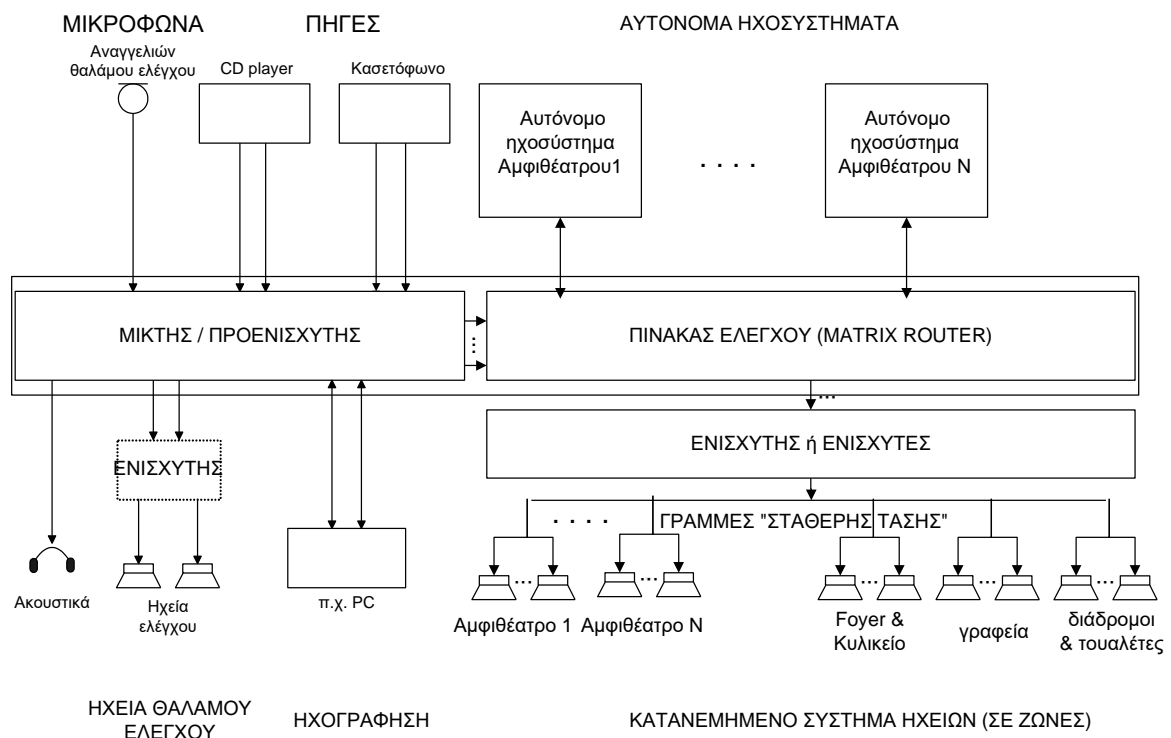 ΜΙΚΡΟΦΩΝΑ
ΠΗΓΕΣ
ΑΥΤΟΝΟΜΑ ΗΧΟΣΥΣΤΗΜΑΤΑ
Αναγγελιών
θαλάμου ελέγχου
CD player
Κασετόφωνο
Αυτόνομο
ηχοσύστημα
Αμφιθέατρου1
. . . .
Αυτόνομο
ηχοσύστημα
Αμφιθέατρου N
ΜΙΚΤΗΣ / ΠΡΟΕΝΙΣΧΥΤΗΣ
...
ΠΙΝΑΚΑΣ ΕΛΕΓΧΟΥ (MATRIX ROUTER)
...
ΕΝΙΣΧΥΤΗΣ
ΕΝΙΣΧΥΤΗΣ ή ΕΝΙΣΧΥΤΕΣ
. . . .
ΓΡΑΜΜΕΣ "ΣΤΑΘΕΡΗΣ ΤΑΣΗΣ"
...
...
...
...
...
Ακουστικά
Ηχεία
ελέγχου
π.χ. PC
Αμφιθέατρο 1
Αμφιθέατρο N
Foyer &
Κυλικείο
γραφεία
διάδρομοι
& τουαλέτες
ΗΧΕΙΑ ΘΑΛΑΜΟΥ
ΕΛΕΓΧΟΥ
ΗΧΟΓΡΑΦΗΣΗ
ΚΑΤΑΝΕΜΗΜΕΝΟ ΣΥΣΤΗΜΑ ΗΧΕΙΩΝ (ΣΕ ΖΩΝΕΣ)